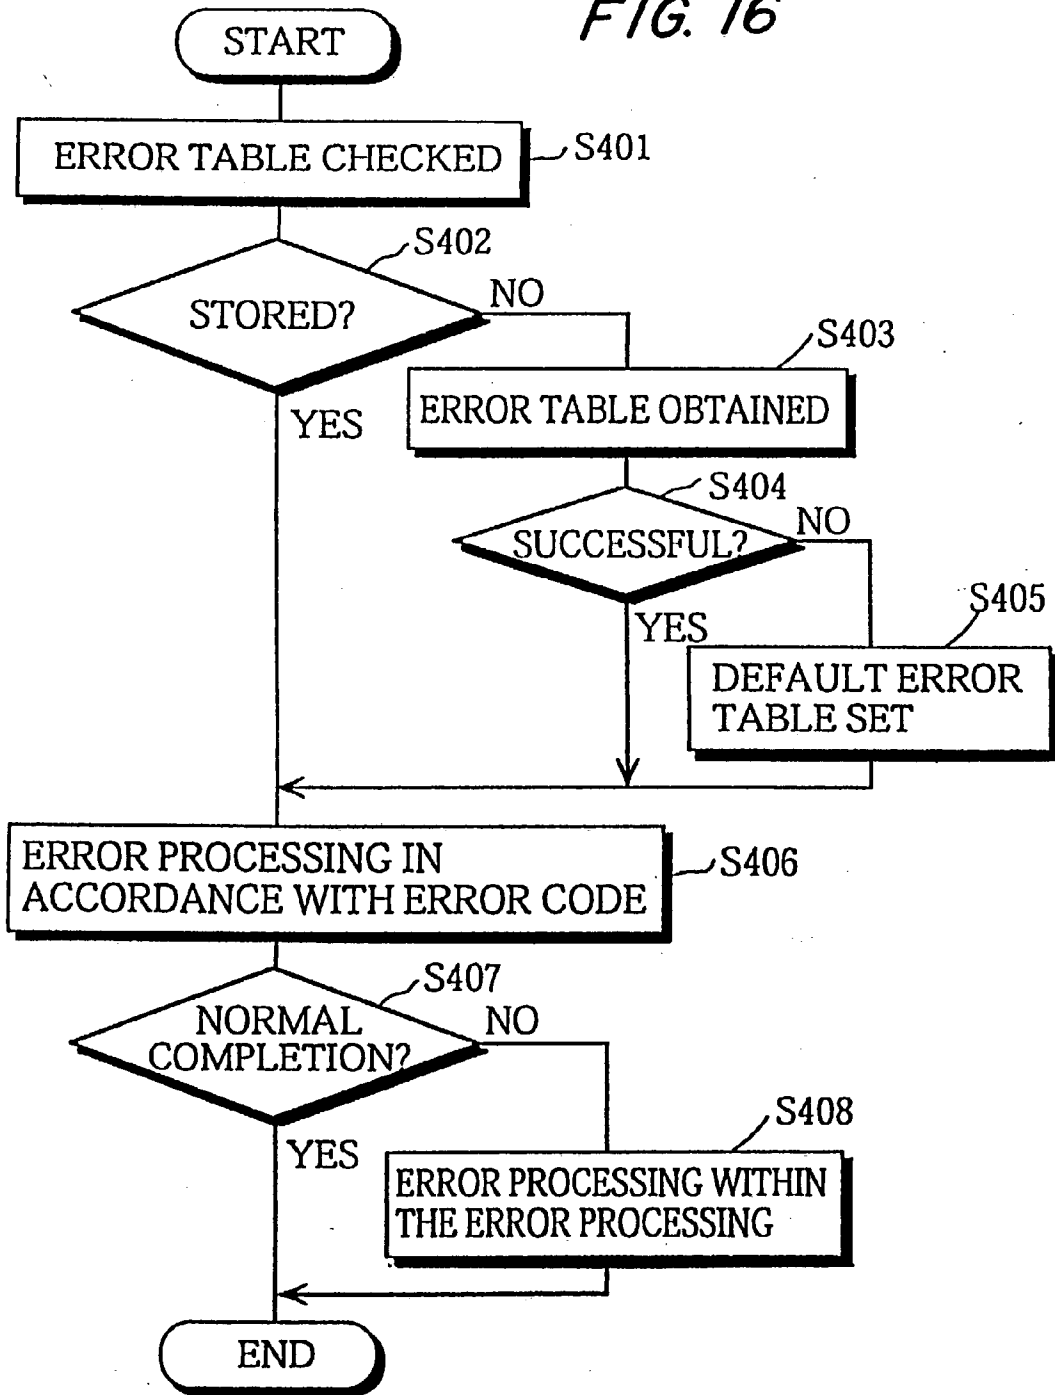 FIG. 16
START
ERROR TABLE CHECKED
S401
S402
STORED?
NO
YES
S403
ERROR TABLE OBTAINED
S404
SUCCESSFUL?
NO
YES
S405
DEFAULT ERROR
TABLE SET
ERROR PROCESSING IN
ACCORDANCE WITH ERROR CODE
S406
S407
NORMAL
COMPLETION?
NO
YES
S408
ERROR PROCESSING WITHIN
THE ERROR PROCESSING
END